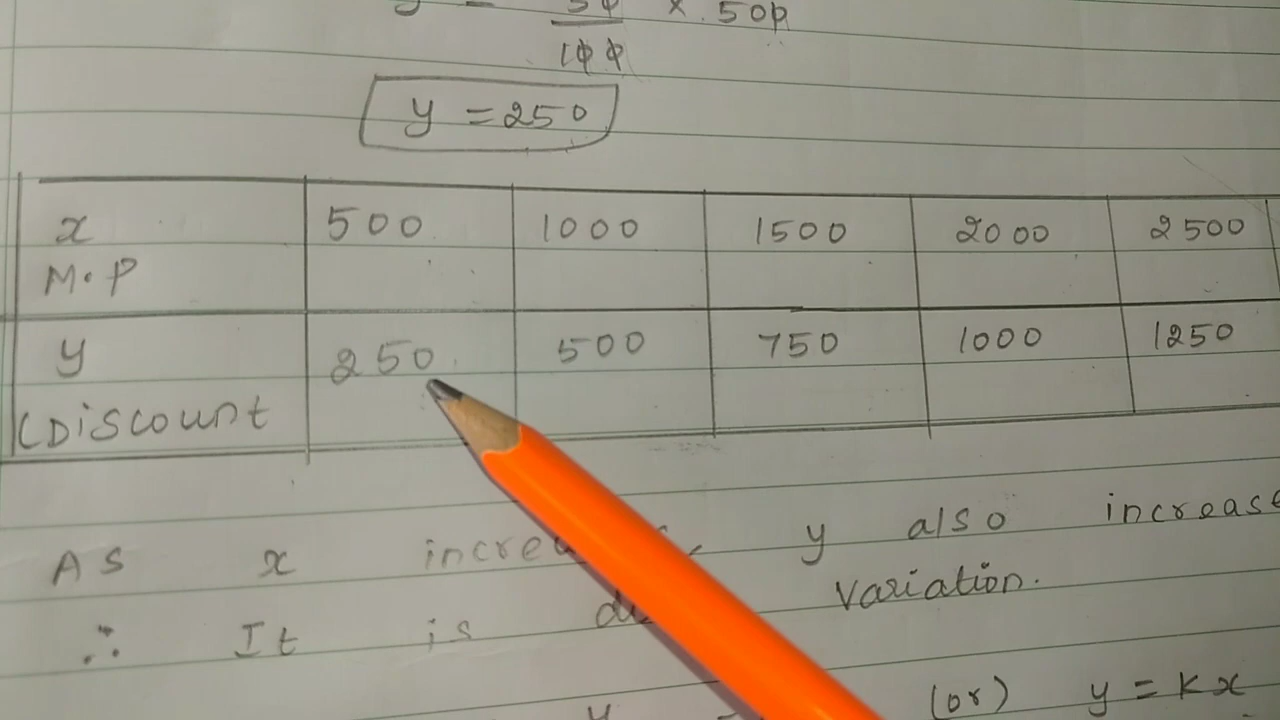 y = 50/100 × 500
y = 250
x 500 1000 1500 2000 2500
M.P
y 250 500 750 1000 1250
(Discount
As x y also increase
∴ It is variation.
y (or) y = kx